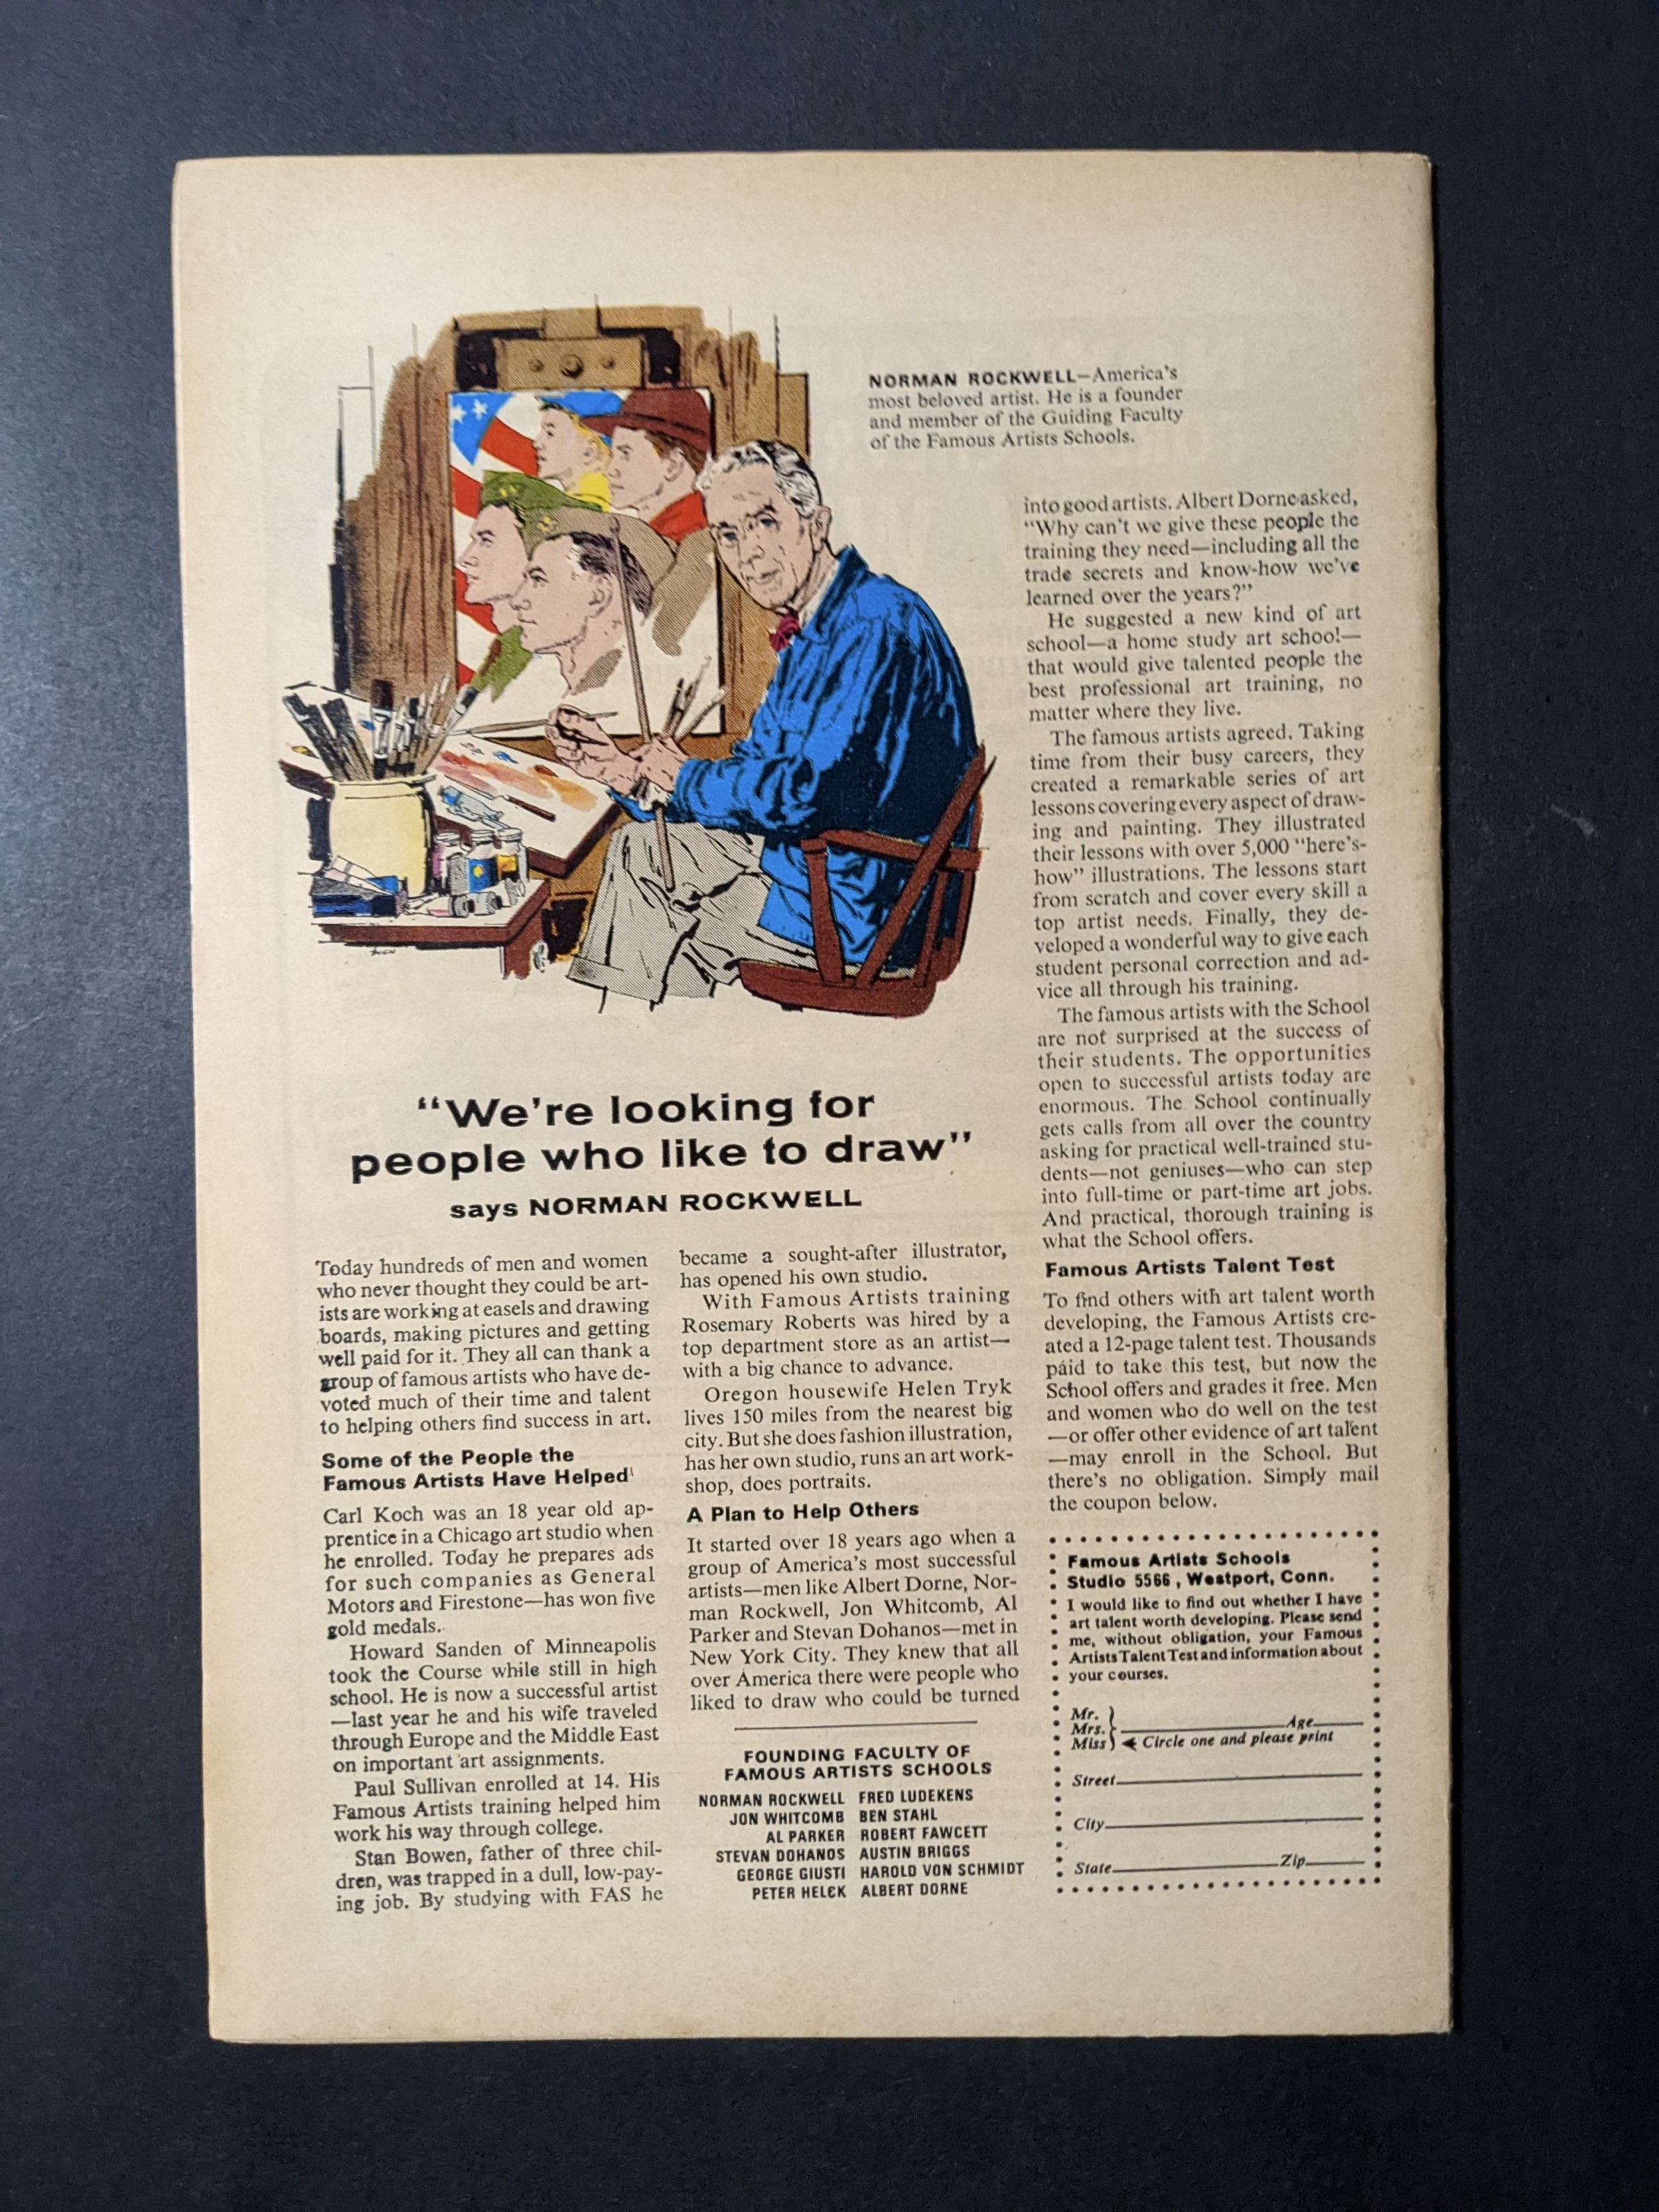 NORMAN ROCKWELL—America's
most beloved artist. He is a founder
and member of the Guiding Faculty
of the Famous Artists Schools.
"We're looking for
people who like to draw"
says NORMAN ROCKWELL
Today hundreds of men and women
who never thought they could be art-
ists are working at easels and drawing
boards, making pictures and getting
well paid for it. They all can thank a
group of famous artists who have de-
voted much of their time and talent
to helping others find success in art.
Some of the People the
Famous Artists Have Helped
Carl Koch was an 18 year old ap-
prentice in a Chicago art studio when
he enrolled. Today he prepares ads
for such companies as General
Motors and Firestone—has won five
gold medals.
Howard Sanden of Minneapolis
took the Course while still in high
school. He is now a successful artist
—last year he and his wife traveled
through Europe and the Middle East
on important art assignments.
Paul Sullivan enrolled at 14. His
Famous Artists training helped him
work his way through college.
Stan Bowen, father of three chil-
dren, was trapped in a dull, low-pay-
ing job. By studying with FAS he
became a sought-after illustrator,
has opened his own studio.
With Famous Artists training
Rosemary Roberts was hired by a
top department store as an artist—
with a big chance to advance.
Oregon housewife Helen Tryk
lives 150 miles from the nearest big
city. But she does fashion illustration,
has her own studio, runs an art work-
shop, does portraits.
A Plan to Help Others
It started over 18 years ago when a
group of America's most successful
artists—men like Albert Dorne, Nor-
man Rockwell, Jon Whitcomb, Al
Parker and Stevan Dohanos—met in
New York City. They knew that all
over America there were people who
liked to draw who could be turned
into good artists. Albert Dorne asked,
"Why can't we give these people the
training they need—including all the
trade secrets and know-how we've
learned over the years?"
He suggested a new kind of art
school—a home study art school—
that would give talented people the
best professional art training, no
matter where they live.
The famous artists agreed. Taking
time from their busy careers, they
created a remarkable series of art
lessons covering every aspect of draw-
ing and painting. They illustrated
their lessons with over 5,000 "here's-
how" illustrations. The lessons start
from scratch and cover every skill a
top artist needs. Finally, they de-
veloped a wonderful way to give each
student personal correction and ad-
vice all through his training.
The famous artists with the School
are not surprised at the success of
their students. The opportunities
open to successful artists today are
enormous. The School continually
gets calls from all over the country
asking for practical well-trained stu-
dents—not geniuses—who can step
into full-time or part-time art jobs.
And practical, thorough training is
what the School offers.
Famous Artists Talent Test
To find others with art talent worth
developing, the Famous Artists cre-
ated a 12-page talent test. Thousands
paid to take this test, but now the
School offers and grades it free. Men
and women who do well on the test
—or offer other evidence of art talent
—may enroll in the School. But
there's no obligation. Simply mail
the coupon below.
FOUNDING FACULTY OF
FAMOUS ARTISTS SCHOOLS
NORMAN ROCKWELL FRED LUDEKENS
JON WHITCOMB BEN STAHL
AL PARKER ROBERT FAWCETT
STEVAN DOHANOS AUSTIN BRIGGS
GEORGE GIUSTI HAROLD VON SCHMIDT
PETER HELCK ALBERT DORNE
Famous Artists Schools
Studio 5566, Westport, Conn.
I would like to find out whether I have
art talent worth developing. Please send
me, without obligation, your Famous
Artists Talent Test and information about
your courses.
Mr.
Mrs. Age
Miss Circle one and please print
Street
City
State Zip